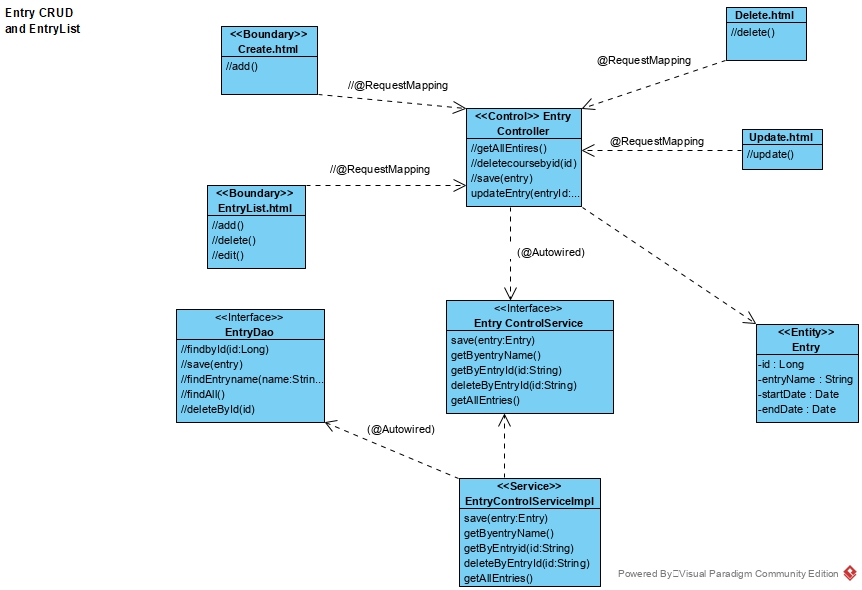 Entry CRUD
and EntryList
<<Boundary>>
Create.html
//add()
Delete.html
//delete()
//@RequestMapping
@RequestMapping
<<Control>> Entry
Controller
//getAllEntires()
//deletecoursbyid(id)
//save(entry)
updateEntry(entryId:...
@RequestMapping
Update.html
//update()
//@RequestMapping
<<Boundary>>
EntryList.html
//add()
//delete()
//edit()
(@Autowired)
<<Interface>>
EntryDao
//findbyId(id:Long)
//save(entry)
//findEntryname(name:Strin...
//findAll()
//deleteById(id)
<<Interface>>
Entry ControlService
save(entry:Entry)
getByentryName()
getByEntryId(id:String)
deleteByEntryId(id:String)
getAllEntries()
<<Entity>>
Entry
-id : Long
-entryName : String
-startDate : Date
-endDate : Date
(@Autowired)
<<Service>>
EntryControlServiceImpl
save(entry:Entry)
getByentryName()
getByEntryid(id:String)
deleteByEntryId(id:String)
getAllEntries()
Powered By Visual Paradigm Community Edition